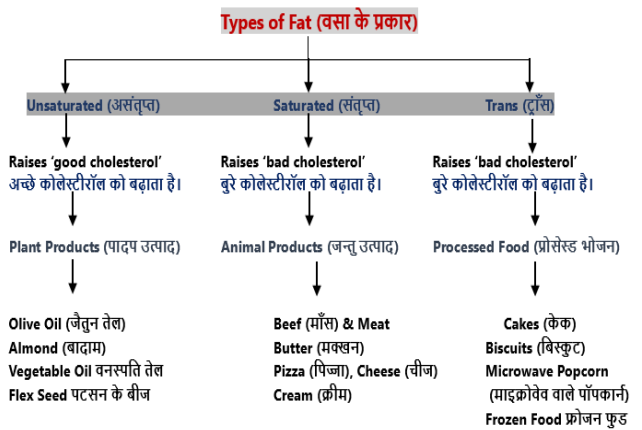 Types of Fat (वसा के प्रकार)
Unsaturated (असंतृप्त)
Saturated (संतृप्त)
Trans (ट्राँस)
Raises ‘good cholesterol’
अच्छे कोलेस्टीरॉल को बढ़ाता है।
Raises ‘bad cholesterol’
बुरे कोलेस्टीरॉल को बढ़ाता है।
Raises ‘bad cholesterol’
बुरे कोलेस्टीरॉल को बढ़ाता है।
Plant Products (पादप उत्पाद)
Animal Products (जन्तु उत्पाद)
Processed Food (प्रोसेस्ड भोजन)
Olive Oil (जैतुन तेल)
Almond (बादाम)
Vegetable Oil वनस्पति तेल
Flex Seed पटसन के बीज
Beef (माँस) & Meat
Butter (मक्खन)
Pizza (पिज्जा), Cheese (चीज)
Cream (क्रीम)
Cakes (केक)
Biscuits (बिस्कुट)
Microwave Popcorn
(माइक्रोवेव वाले पॉपकार्न)
Frozen Food फ्रोजन फुड